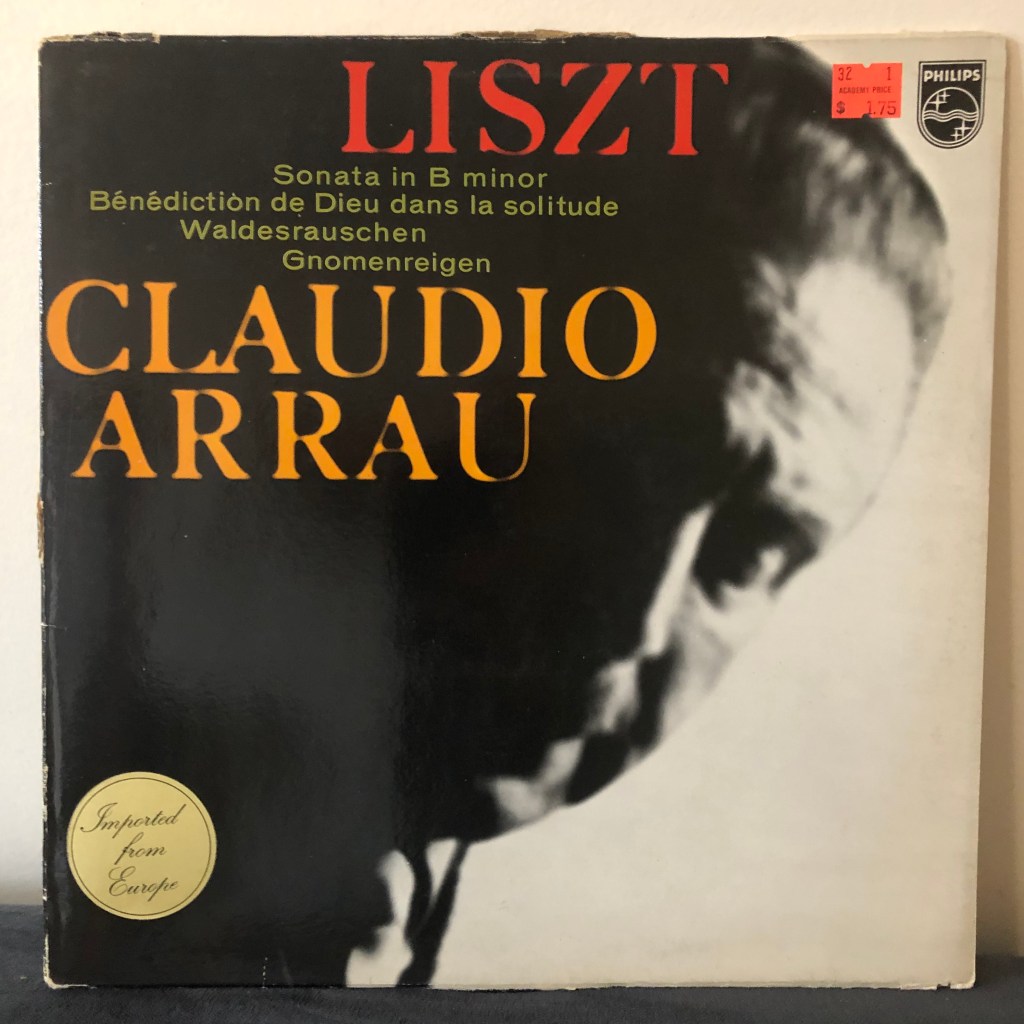 LISZT
32 1
ACADEMY PRICE
$ 1.75
PHILIPS
Sonata in B minor
Bénédiction de Dieu dans la solitude
Waldesrauschen
Gnomenreigen
CLAUDIO
ARRAU
Imported
from
Europe